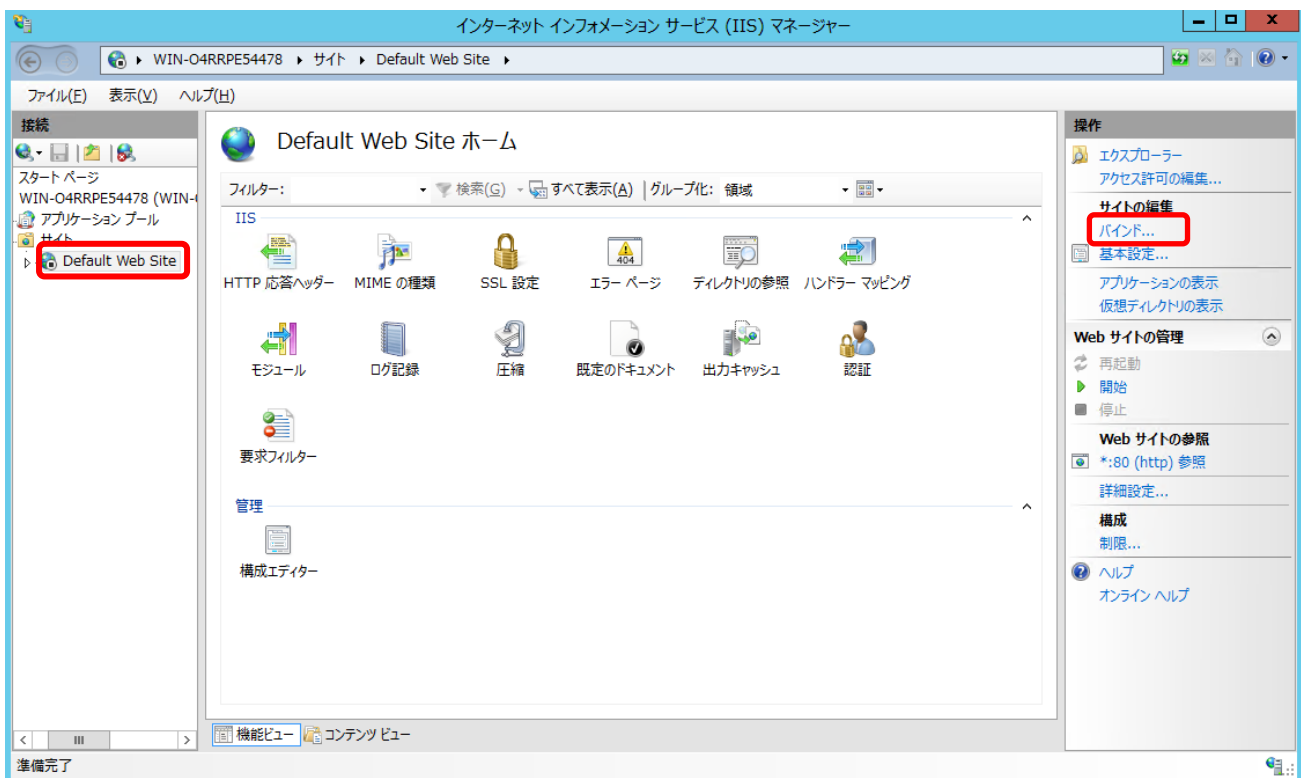 インターネット インフォメーション サービス (IIS) マネージャー
WIN-O4RRPE54478 サイト Default Web Site
ファイル(F) 表示(V) ヘルプ(H)
接続
スタート ページ
WIN-O4RRPE54478 (WIN-
アプリケーション プール
サイト
Default Web Site
Default Web Site ホーム
フィルター: 検索(G) すべて表示(A) グループ化: 領域
IIS
HTTP 応答ヘッダー MIME の種類 SSL 設定 エラー ページ ディレクトリの参照 ハンドラー マッピング
404
モジュール ログ記録 圧縮 既定のドキュメント 出力キャッシュ 認証
要求フィルター
管理
構成エディター
機能ビュー コンテンツ ビュー
操作
エクスプローラー
アクセス許可の編集...
サイトの編集
バインド...
基本設定...
アプリケーションの表示
仮想ディレクトリの表示
Web サイトの管理
再起動
開始
停止
Web サイトの参照
*:80 (http) 参照
詳細設定...
構成
制限...
ヘルプ
オンライン ヘルプ
準備完了